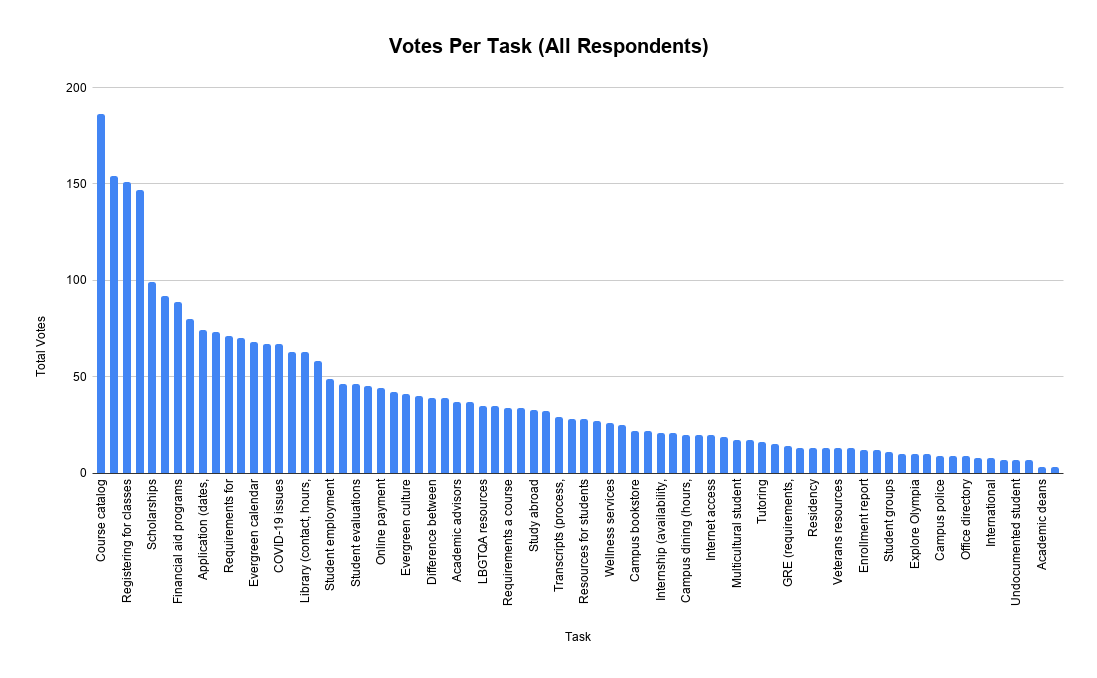 Votes Per Task (All Respondents)
200
150
100
50
0
Total Votes
Course catalog
Registering for classes
Scholarships
Financial aid programs
Application (dates,
Requirements for
Evergreen calendar
COVID-19 issues
Library (contact, hours,
Student employment
Student evaluations
Online payment
Evergreen culture
Difference between
Academic advisors
LBGTQA resources
Requirements a course
Study abroad
Transcripts (process,
Resources for students
Wellness services
Campus bookstore
Internship (availability,
Campus dining (hours,
Internet access
Multicultural student
Tutoring
GRE (requirements,
Residency
Veterans resources
Enrollment report
Student groups
Explore Olympia
Campus police
Office directory
International
Undocumented student
Academic deans
Task